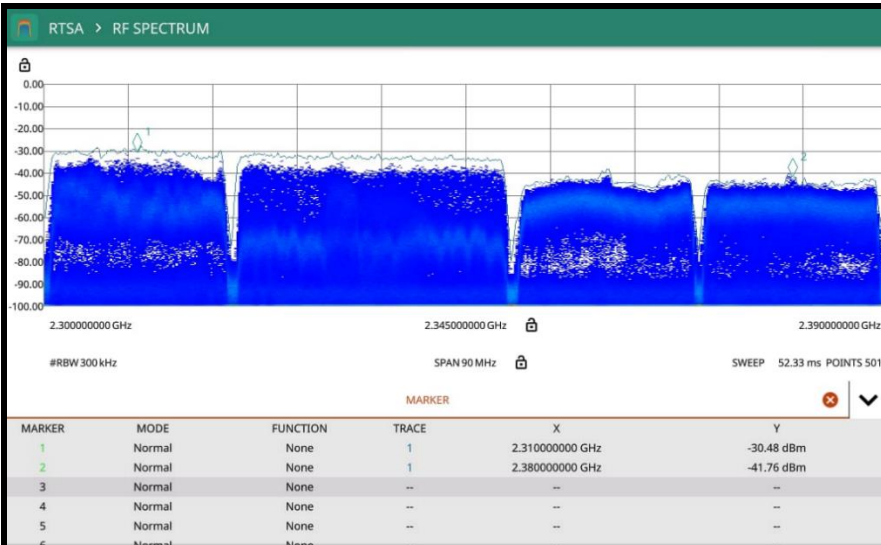 RTSA > RF SPECTRUM
0.00
-10.00
-20.00
-30.00
-40.00
-50.00
-60.00
-70.00
-80.00
-90.00
-100.00
1
2
2.300000000 GHz 2.345000000 GHz 2.390000000 GHz
#RBW 300 kHz SPAN 90 MHz SWEEP 52.33 ms POINTS 501
MARKER
MARKER MODE FUNCTION TRACE X Y
1 Normal None 1 2.310000000 GHz -30.48 dBm
2 Normal None 1 2.380000000 GHz -41.76 dBm
3 Normal None -- -- --
4 Normal None -- -- --
5 Normal None -- -- --
6 Normal None